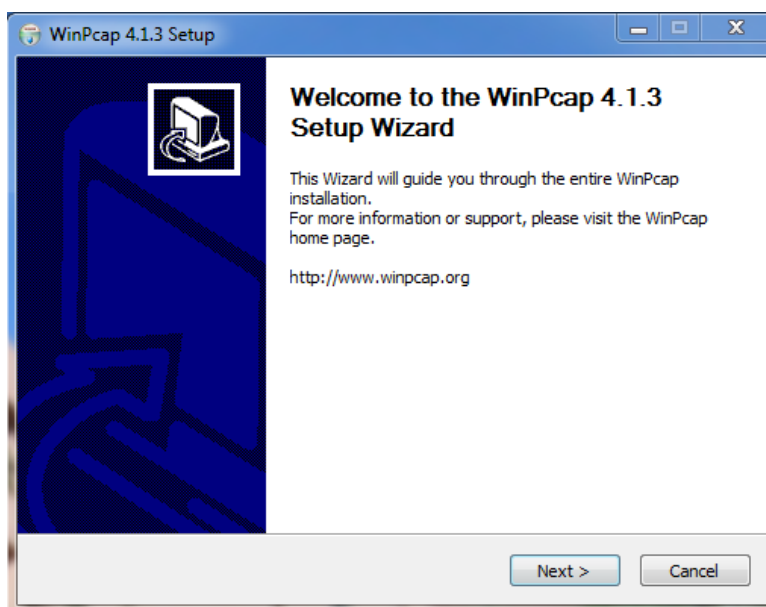 WinPcap 4.1.3 Setup
Welcome to the WinPcap 4.1.3
Setup Wizard
This Wizard will guide you through the entire WinPcap
installation.
For more information or support, please visit the WinPcap
home page.
http://www.winpcap.org
Next >
Cancel